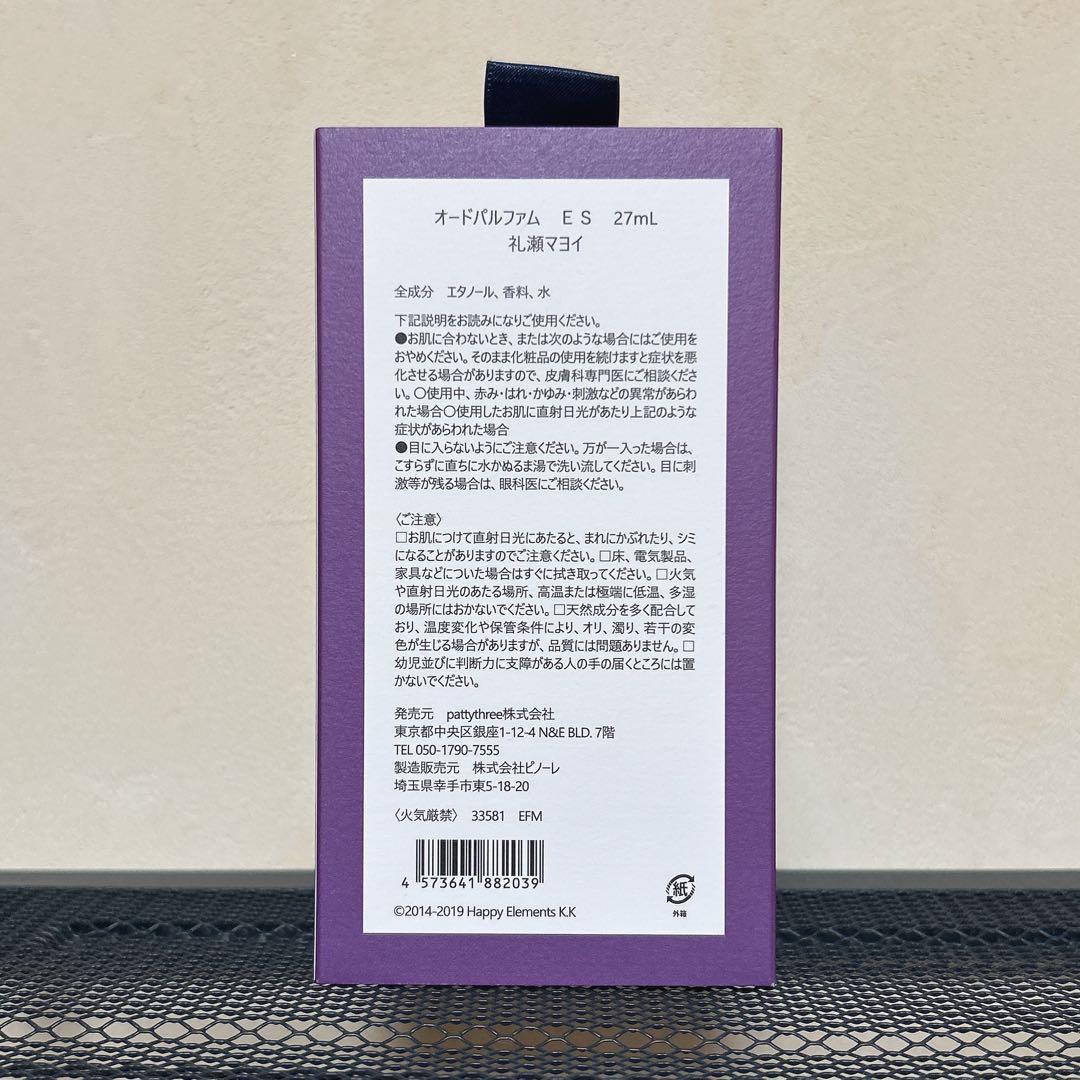 オードパルファム　ＥＳ　27mL
礼瀬マヨイ
全成分　エタノール、香料、水
下記説明をお読みになりご使用ください。
●お肌に合わないとき、または次のような場合にはご使用を
おやめください。そのまま化粧品の使用を続けますと症状を悪
化させる場合がありますので、皮膚科専門医にご相談くださ
い。〇使用中、赤み・はれ・かゆみ・刺激などの異常があらわ
れた場合〇使用したお肌に直射日光があたり上記のような
症状があらわれた場合
●目に入らないようにご注意ください。万が一入った場合は、
こすらずに直ちに水かぬるま湯で洗い流してください。目に刺
激等が残る場合は、眼科医にご相談ください。
〈ご注意〉
□お肌につけて直射日光にあたると、まれにかぶれたり、シミ
になることがありますのでご注意ください。□床、電気製品、
家具などについた場合はすぐに拭き取ってください。□火気
や直射日光のあたる場所、高温または極端に低温、多湿
の場所にはおかないでください。□天然成分を多く配合して
おり、温度変化や保管条件により、オリ、濁り、若干の変
色が生じる場合がありますが、品質には問題ありません。□
幼児並びに判断力に支障がある人の手の届くところには置
かないでください。
発売元　pattythree株式会社
東京都中央区銀座1-12-4 N&E BLD. 7階
TEL 050-1790-7555
製造販売元　株式会社ピノーレ
埼玉県幸手市東5-18-20
〈火気厳禁〉　33581　EFM
4 573641 882039
紙
外箱
©2014-2019 Happy Elements K.K